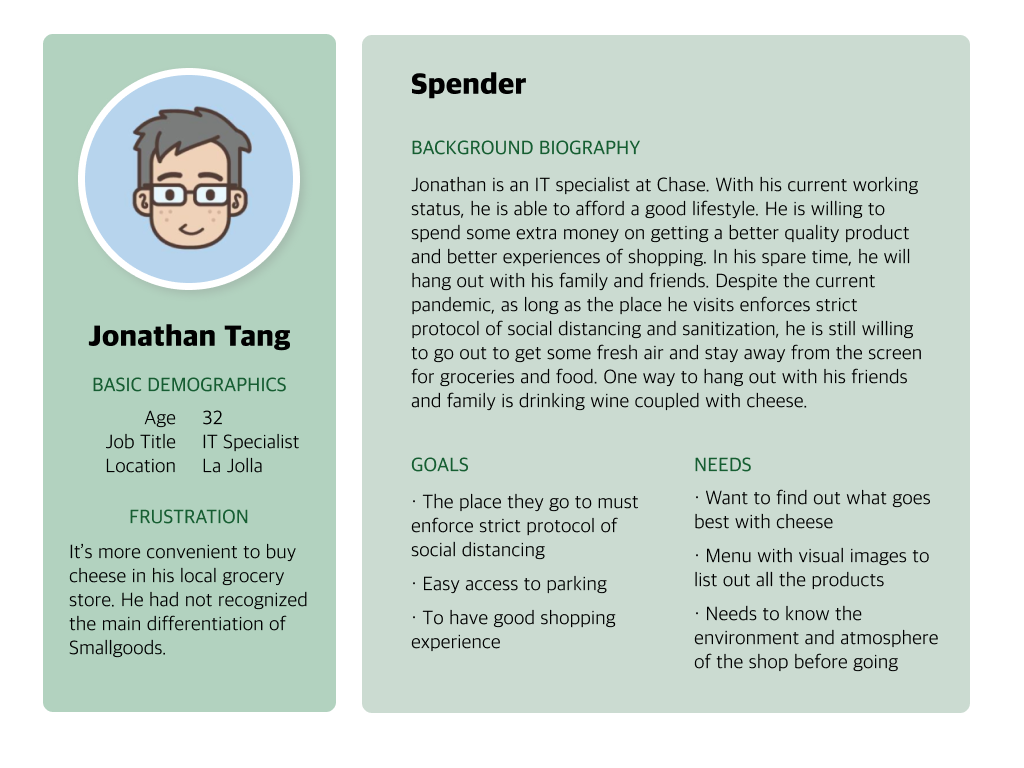 Jonathan Tang
BASIC DEMOGRAPHICS
Age 32
Job Title IT Specialist
Location La Jolla
FRUSTRATION
It's more convenient to buy
cheese in his local grocery
store. He had not recognized
the main differentiation of
Smallgoods.
Spender
BACKGROUND BIOGRAPHY
Jonathan is an IT specialist at Chase. With his current working
status, he is able to afford a good lifestyle. He is willing to
spend some extra money on getting a better quality product
and better experiences of shopping. In his spare time, he will
hang out with his family and friends. Despite the current
pandemic, as long as the place he visits enforces strict
protocol of social distancing and sanitization, he is still willing
to go out to get some fresh air and stay away from the screen
for groceries and food. One way to hang out with his friends
and family is drinking wine coupled with cheese.
GOALS
· The place they go to must
enforce strict protocol of
social distancing
· Easy access to parking
· To have good shopping
experience
NEEDS
· Want to find out what goes
best with cheese
· Menu with visual images to
list out all the products
· Needs to know the
environment and atmosphere
of the shop before going